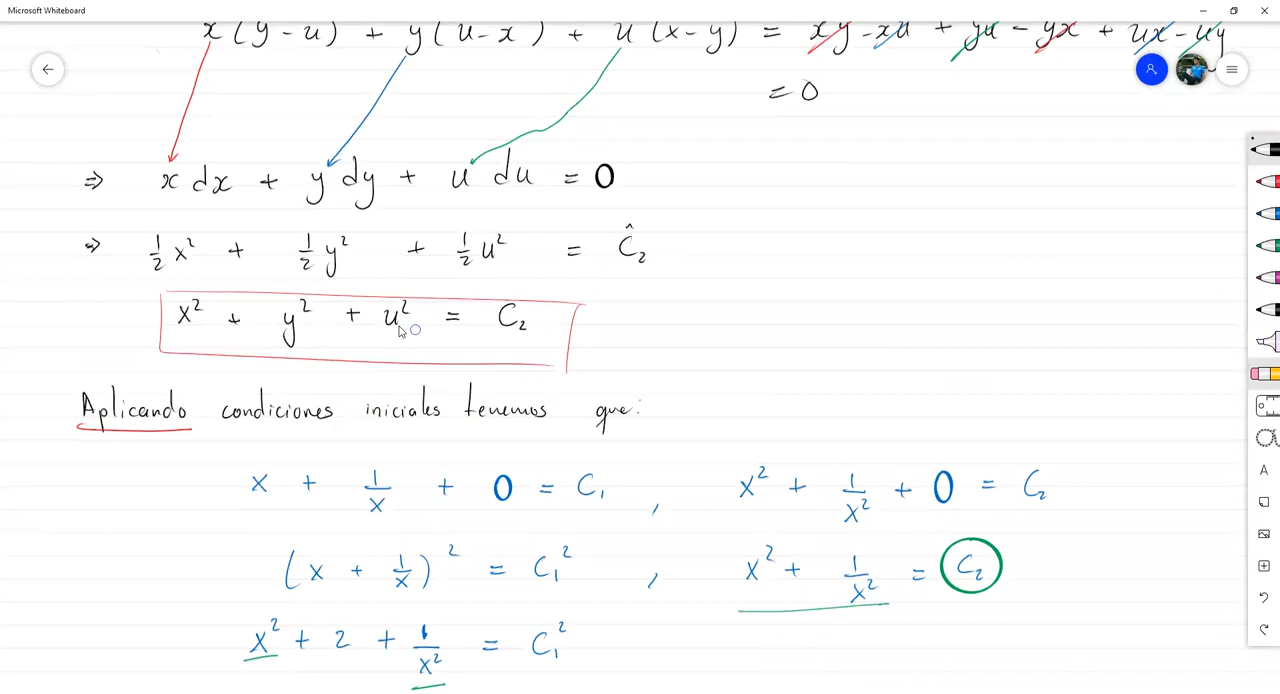 Microsoft Whiteboard
x (y - u) + y (u - x) + u (x - y) = xy - xu + yu - yx + ux - uy
= 0
⇒ x dx + y dy + u du = 0
⇒ 1/2 x² + 1/2 y² + 1/2 u² = Ĉ₂
x² + y² + u² = C₂
Aplicando condiciones iniciales tenemos que:
x + 1/x + 0 = C₁ , x² + 1/x² + 0 = C₂
(x + 1/x)² = C₁² , x² + 1/x² = C₂
x² + 2 + 1/x² = C₁²
A